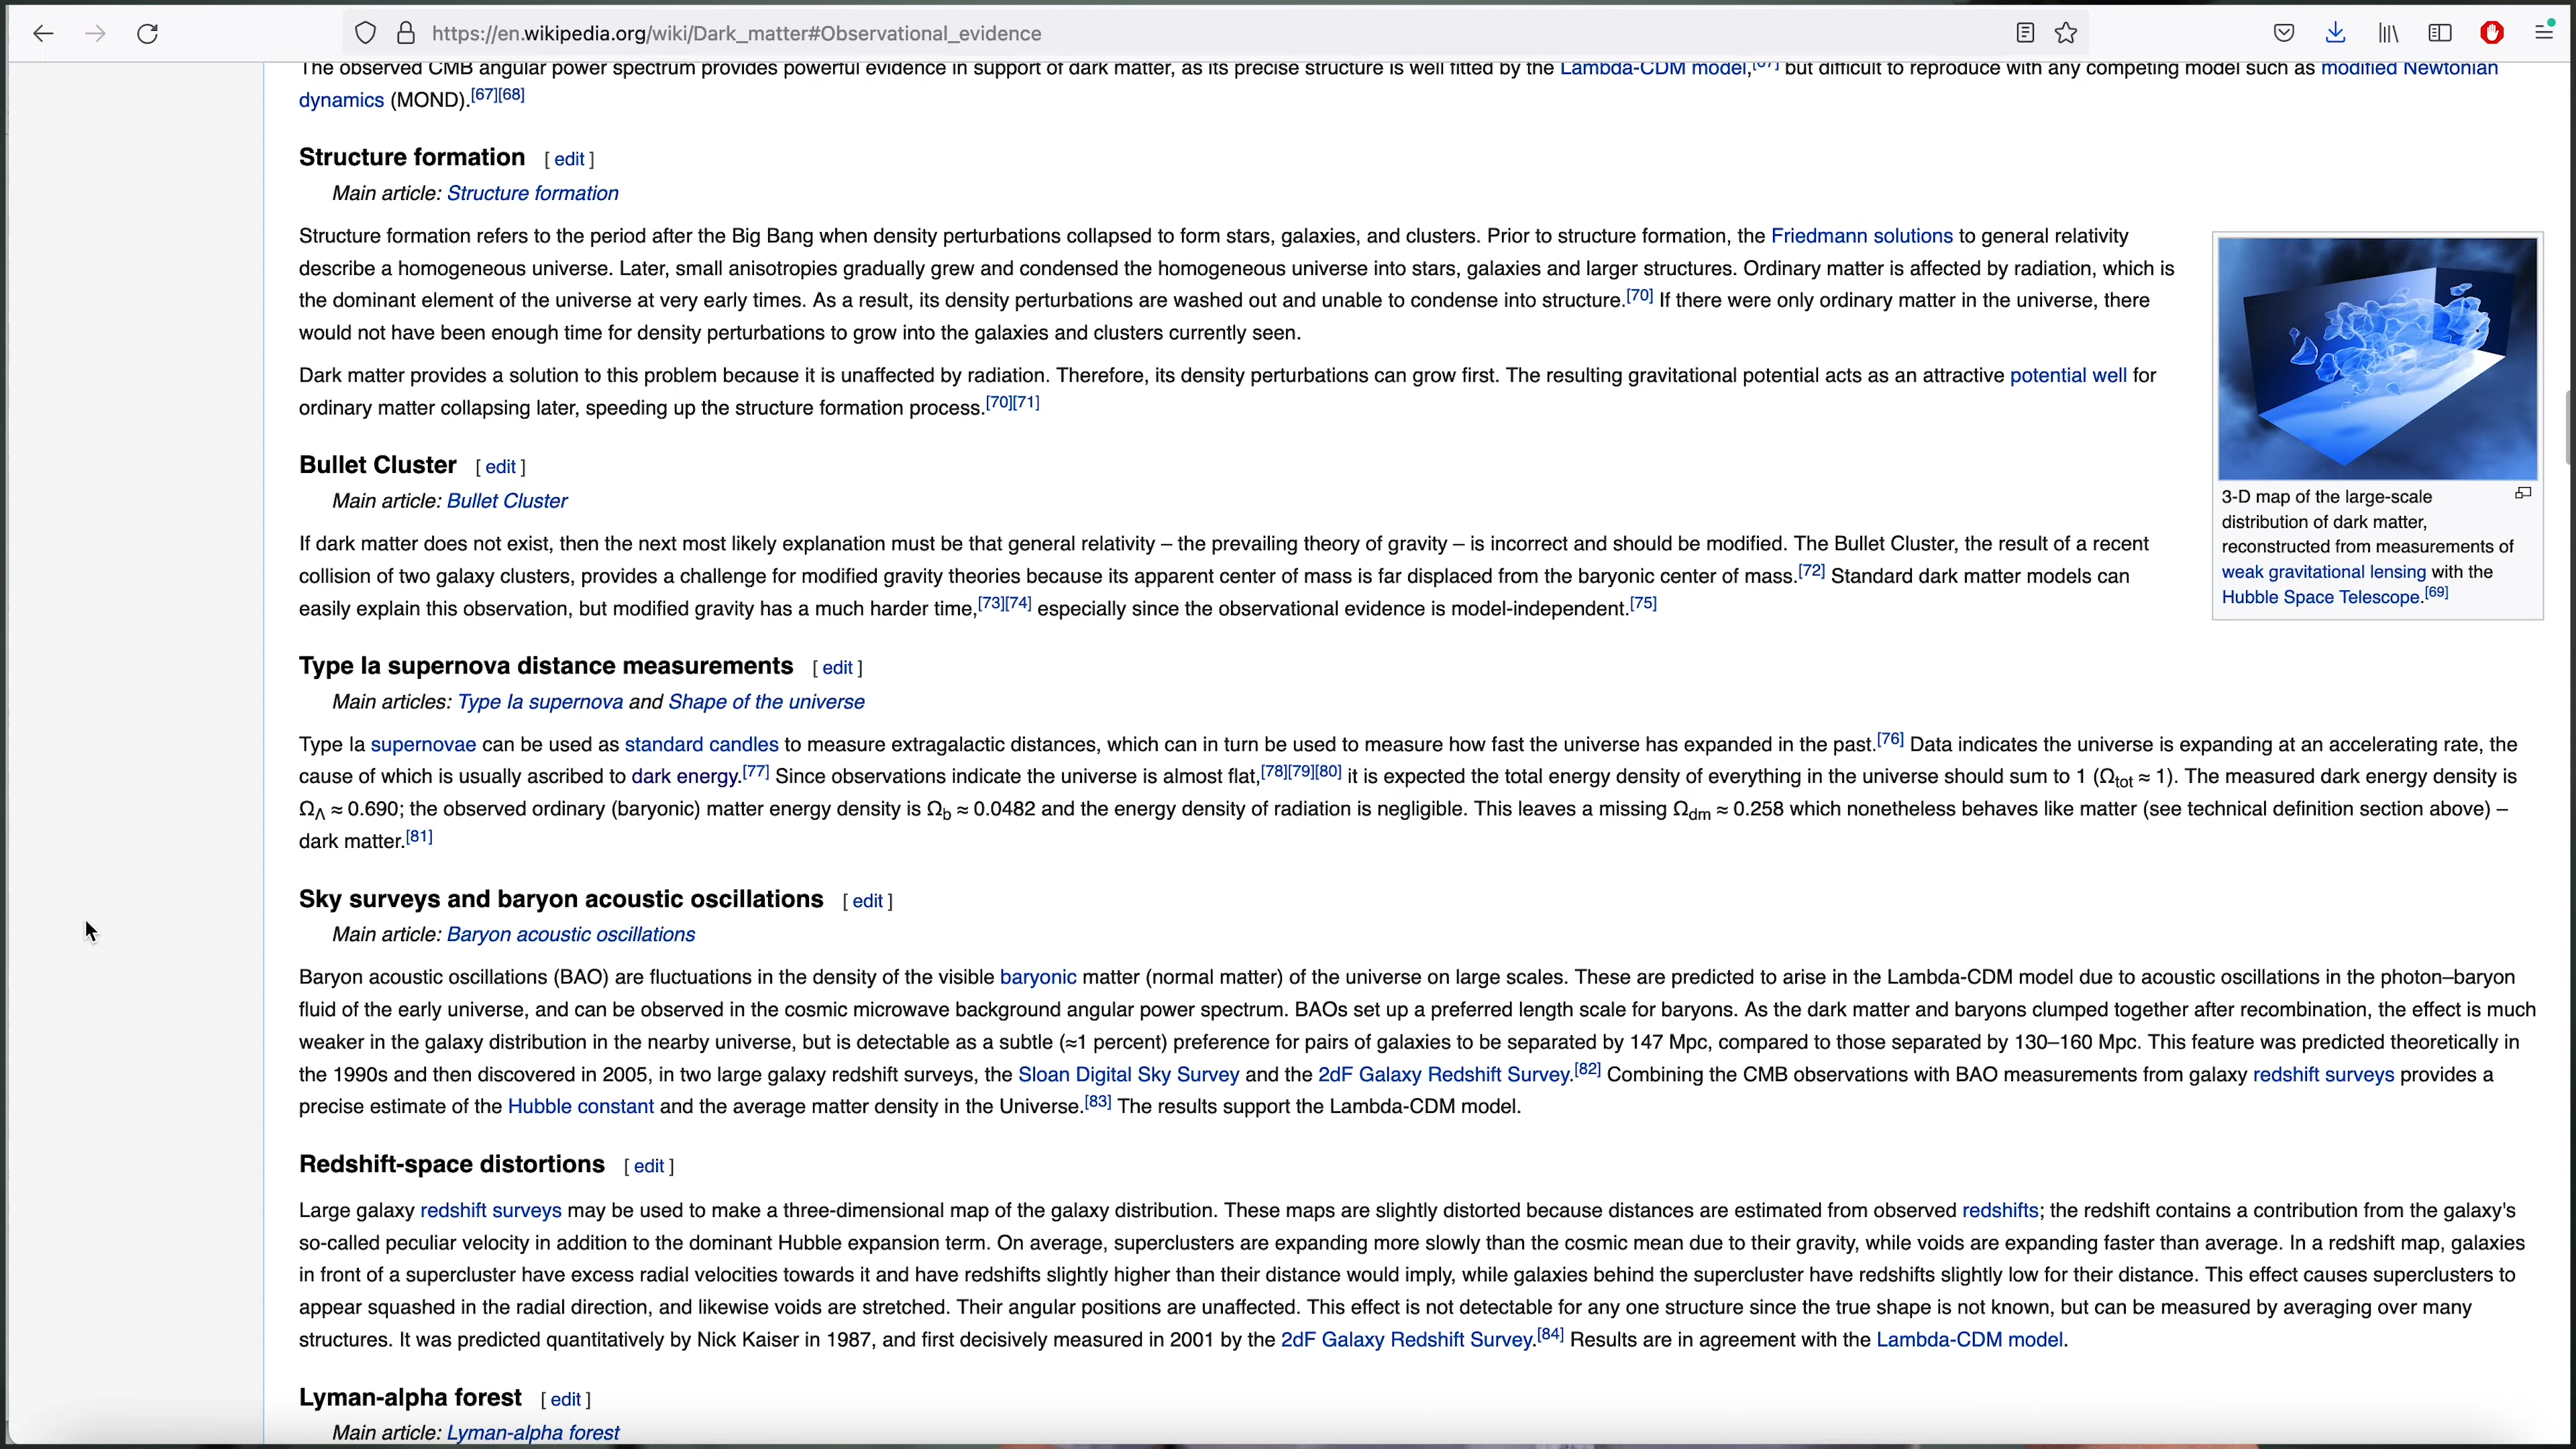 https://en.wikipedia.org/wiki/Dark_matter#Observational_evidence
The observed CMB angular power spectrum provides powerful evidence in support of dark matter, as its precise structure is well fitted by the Lambda-CDM model,[67] but difficult to reproduce with any competing model such as modified Newtonian
dynamics (MOND).[67][68]
Structure formation [ edit ]
Main article: Structure formation
Structure formation refers to the period after the Big Bang when density perturbations collapsed to form stars, galaxies, and clusters. Prior to structure formation, the Friedmann solutions to general relativity
describe a homogeneous universe. Later, small anisotropies gradually grew and condensed the homogeneous universe into stars, galaxies and larger structures. Ordinary matter is affected by radiation, which is
the dominant element of the universe at very early times. As a result, its density perturbations are washed out and unable to condense into structure.[70] If there were only ordinary matter in the universe, there
would not have been enough time for density perturbations to grow into the galaxies and clusters currently seen.
Dark matter provides a solution to this problem because it is unaffected by radiation. Therefore, its density perturbations can grow first. The resulting gravitational potential acts as an attractive potential well for
ordinary matter collapsing later, speeding up the structure formation process.[70][71]
3-D map of the large-scale
distribution of dark matter,
reconstructed from measurements of
weak gravitational lensing with the
Hubble Space Telescope.[69]
Bullet Cluster [ edit ]
Main article: Bullet Cluster
If dark matter does not exist, then the next most likely explanation must be that general relativity – the prevailing theory of gravity – is incorrect and should be modified. The Bullet Cluster, the result of a recent
collision of two galaxy clusters, provides a challenge for modified gravity theories because its apparent center of mass is far displaced from the baryonic center of mass.[72] Standard dark matter models can
easily explain this observation, but modified gravity has a much harder time,[73][74] especially since the observational evidence is model-independent.[75]
Type Ia supernova distance measurements [ edit ]
Main articles: Type Ia supernova and Shape of the universe
Type Ia supernovae can be used as standard candles to measure extragalactic distances, which can in turn be used to measure how fast the universe has expanded in the past.[76] Data indicates the universe is expanding at an accelerating rate, the
cause of which is usually ascribed to dark energy.[77] Since observations indicate the universe is almost flat,[78][79][80] it is expected the total energy density of everything in the universe should sum to 1 (Ωtot ≈ 1). The measured dark energy density is
ΩΛ ≈ 0.690; the observed ordinary (baryonic) matter energy density is Ωb ≈ 0.0482 and the energy density of radiation is negligible. This leaves a missing Ωdm ≈ 0.258 which nonetheless behaves like matter (see technical definition section above) –
dark matter.[81]
Sky surveys and baryon acoustic oscillations [ edit ]
Main article: Baryon acoustic oscillations
Baryon acoustic oscillations (BAO) are fluctuations in the density of the visible baryonic matter (normal matter) of the universe on large scales. These are predicted to arise in the Lambda-CDM model due to acoustic oscillations in the photon–baryon
fluid of the early universe, and can be observed in the cosmic microwave background angular power spectrum. BAOs set up a preferred length scale for baryons. As the dark matter and baryons clumped together after recombination, the effect is much
weaker in the galaxy distribution in the nearby universe, but is detectable as a subtle (≈1 percent) preference for pairs of galaxies to be separated by 147 Mpc, compared to those separated by 130–160 Mpc. This feature was predicted theoretically in
the 1990s and then discovered in 2005, in two large galaxy redshift surveys, the Sloan Digital Sky Survey and the 2dF Galaxy Redshift Survey.[82] Combining the CMB observations with BAO measurements from galaxy redshift surveys provides a
precise estimate of the Hubble constant and the average matter density in the Universe.[83] The results support the Lambda-CDM model.
Redshift-space distortions [ edit ]
Large galaxy redshift surveys may be used to make a three-dimensional map of the galaxy distribution. These maps are slightly distorted because distances are estimated from observed redshifts; the redshift contains a contribution from the galaxy's
so-called peculiar velocity in addition to the dominant Hubble expansion term. On average, superclusters are expanding more slowly than the cosmic mean due to their gravity, while voids are expanding faster than average. In a redshift map, galaxies
in front of a supercluster have excess radial velocities towards it and have redshifts slightly higher than their distance would imply, while galaxies behind the supercluster have redshifts slightly low for their distance. This effect causes superclusters to
appear squashed in the radial direction, and likewise voids are stretched. Their angular positions are unaffected. This effect is not detectable for any one structure since the true shape is not known, but can be measured by averaging over many
structures. It was predicted quantitatively by Nick Kaiser in 1987, and first decisively measured in 2001 by the 2dF Galaxy Redshift Survey.[84] Results are in agreement with the Lambda-CDM model.
Lyman-alpha forest [ edit ]
Main article: Lyman-alpha forest